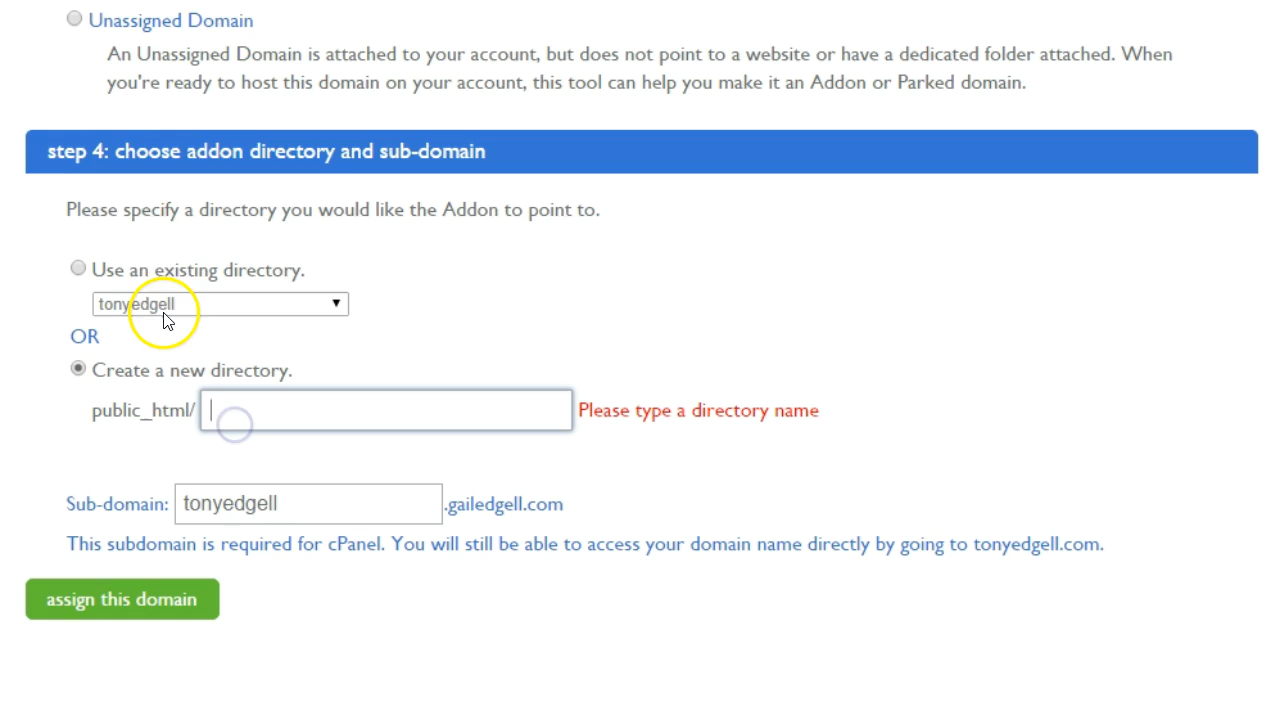 Unassigned Domain
An Unassigned Domain is attached to your account, but does not point to a website or have a dedicated folder attached. When
you're ready to host this domain on your account, this tool can help you make it an Addon or Parked domain.
step 4: choose addon directory and sub-domain
Please specify a directory you would like the Addon to point to.
Use an existing directory.
tonyedgell
OR
Create a new directory.
public_html/ Please type a directory name
Sub-domain: tonyedgell .gailedgell.com
This subdomain is required for cPanel. You will still be able to access your domain name directly by going to tonyedgell.com.
assign this domain